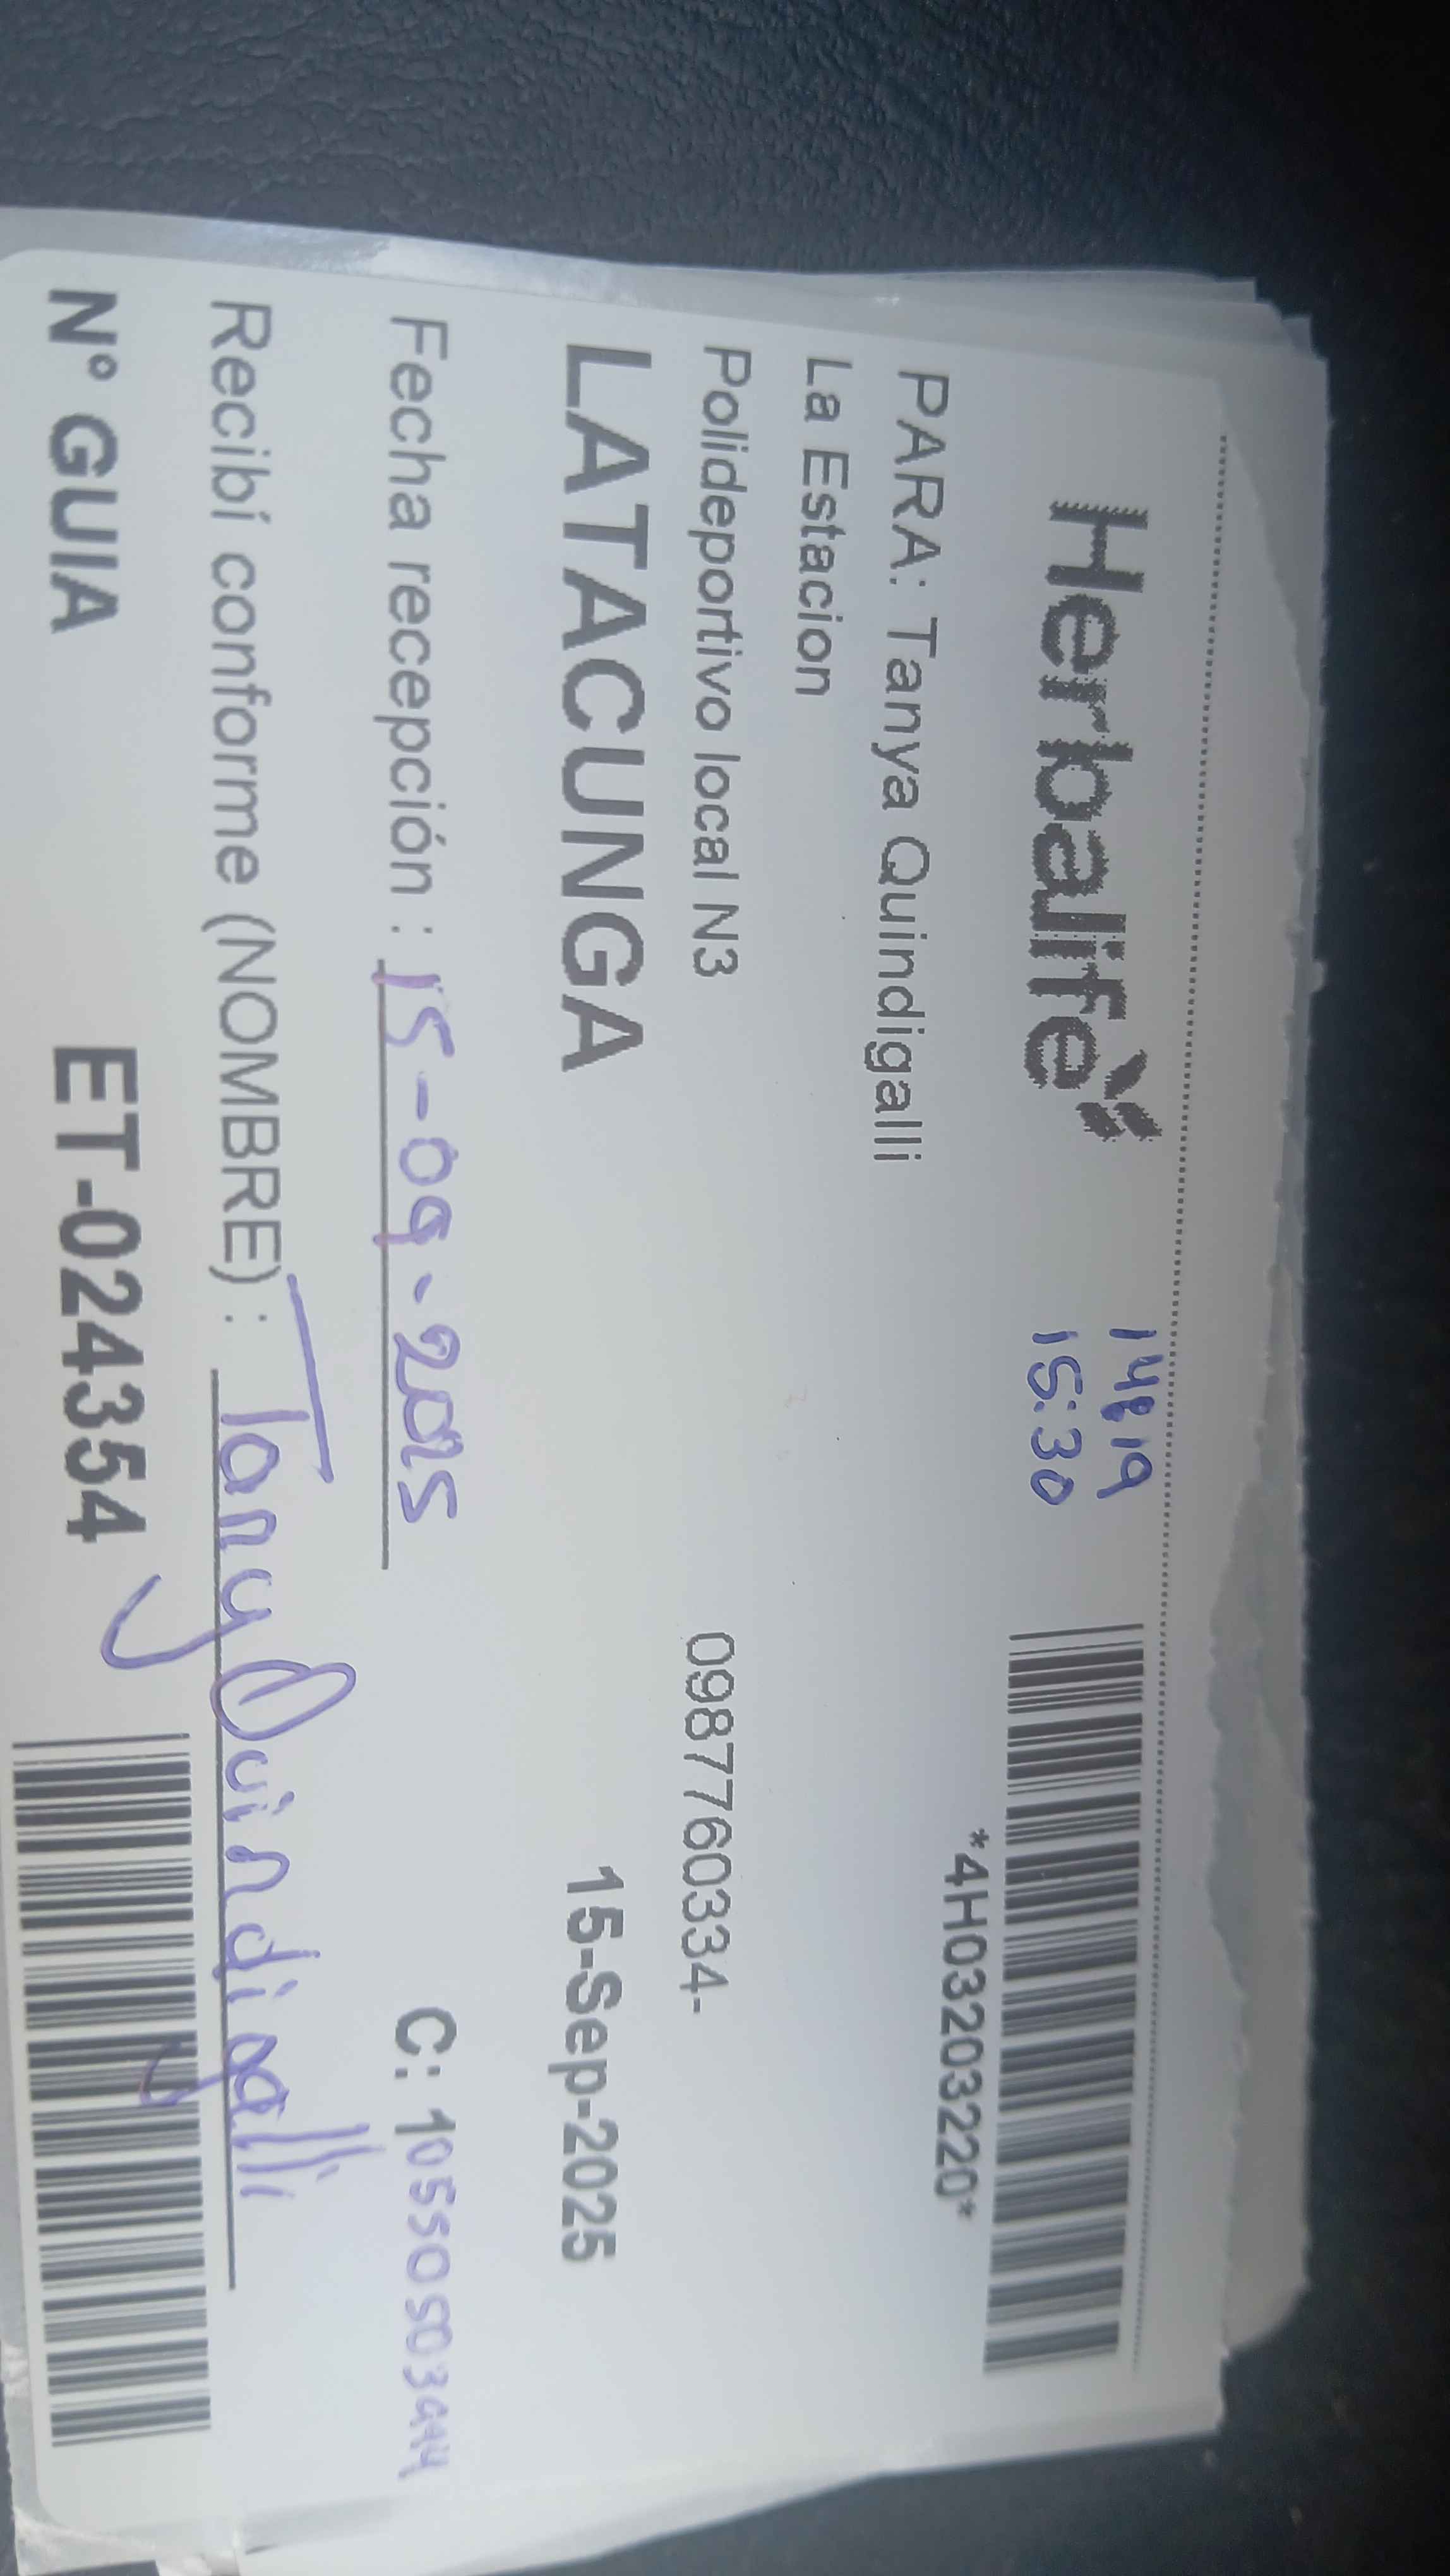 Herbalife
14:19
15:30
*4H03203220*
PARA: Tanya Quindigalli
La Estacion
Polideportivo local N3 0987760334-
LATACUNGA 15-Sep-2025
Fecha recepción : 15-09-2025 C: 1
Recibí conforme (NOMBRE) : Tany Quindigalli
N° GUIA ET-024354